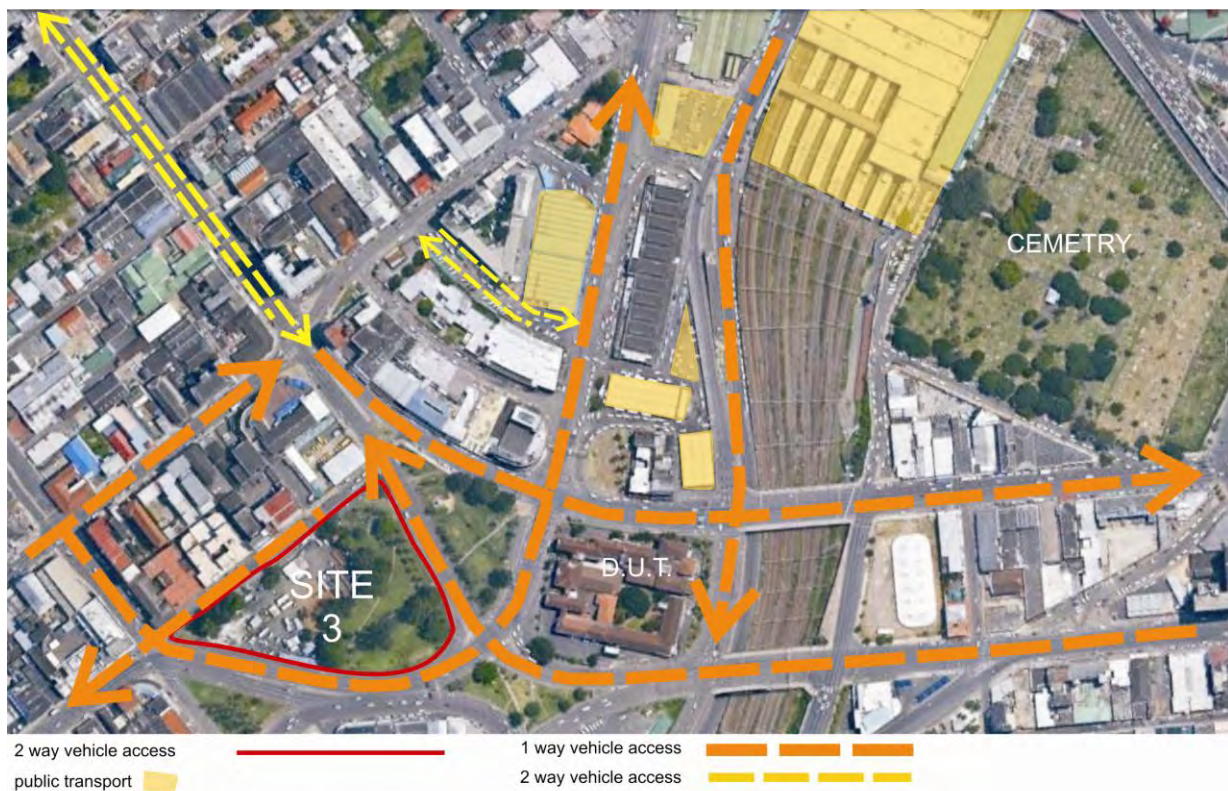 CEMETRY
D.U.T.
SITE
3
2 way vehicle access
1 way vehicle access
public transport
2 way vehicle access